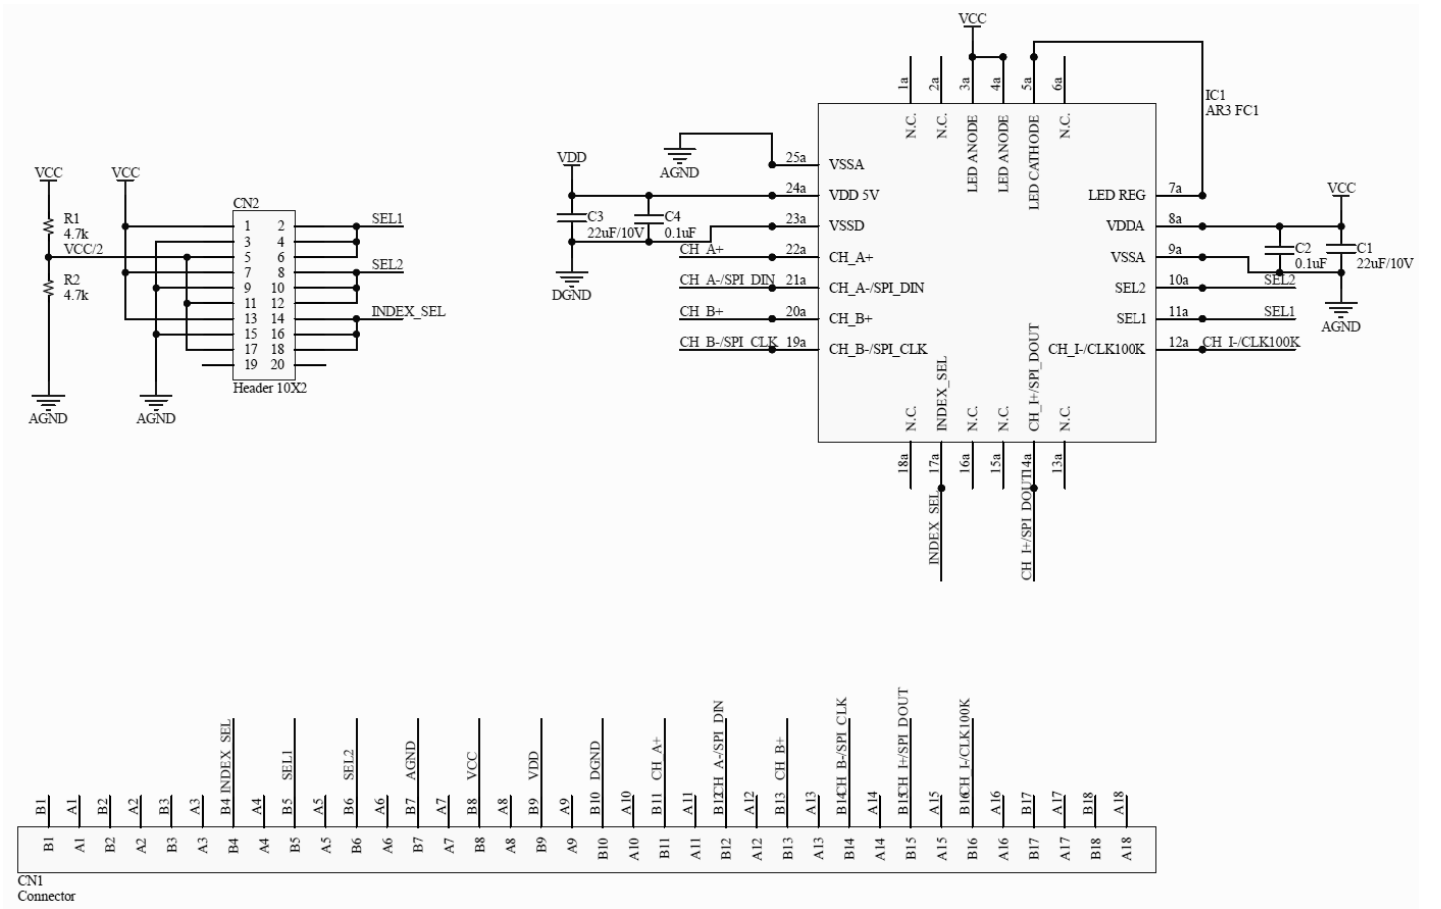 VCC
VCC
R1
4.7k
VCC/2
R2
4.7k
AGND
AGND
CN2
1 2
3 4
5 6
7 8
9 10
11 12
13 14
15 16
17 18
19 20
Header 10X2
SEL1
SEL2
INDEX_SEL
VCC
1a
2a
3a
4a
5a
6a
N.C.
N.C.
LED ANODE
LED ANODE
LED CATHODE
N.C.
IC1
AR3 FC1
VDD
AGND
C3
22uF/10V
C4
0.1uF
DGND
CH_A+
CH_A-/SPI_DIN
CH_B+
CH_B-/SPI_CLK
25a VSSA
24a VDD 5V
23a VSSD
22a CH_A+
21a CH_A-/SPI_DIN
20a CH_B+
19a CH_B-/SPI_CLK
LED REG 7a
VDDA 8a
VSSA 9a
SEL2 10a SEL2
SEL1 11a SEL1
CH_I-/CLK100K 12a CH_I-/CLK100K
VCC
C2
0.1uF
C1
22uF/10V
AGND
N.C.
INDEX_SEL
N.C.
N.C.
CH_I+/SPI_DOUT
N.C.
18a
17a
16a
15a
14a
13a
INDEX_SEL
CH_I+/SPI_DOUT
INDEX_SEL
SEL1
SEL2
AGND
VCC
VDD
DGND
CH_A+
CH_A-/SPI_DIN
CH_B+
CH_B-/SPI_CLK
CH_I+/SPI_DOUT
CH_I-/CLK100K
B1 A1 B2 A2 B3 A3 B4 A4 B5 A5 B6 A6 B7 A7 B8 A8 B9 A9 B10 A10 B11 A11 B12 A12 B13 A13 B14 A14 B15 A15 B16 A16 B17 A17 B18 A18
B1 A1 B2 A2 B3 A3 B4 A4 B5 A5 B6 A6 B7 A7 B8 A8 B9 A9 B10 A10 B11 A11 B12 A12 B13 A13 B14 A14 B15 A15 B16 A16 B17 A17 B18 A18
CN1
Connector